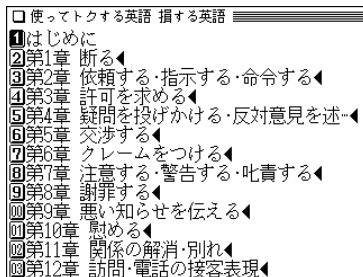 □使ってトクする英語 損する英語
1はじめに
2第1章 断る◀
3第2章 依頼する・指示する・命令する◀
4第3章 許可を求める◀
5第4章 疑問を投げかける・反対意見を述…◀
6第5章 交渉する◀
7第6章 クレームをつける◀
8第7章 注意する・警告する・叱責する◀
9第8章 謝罪する◀
00第9章 悪い知らせを伝える◀
01第10章 慰める◀
02第11章 関係の解消・別れ◀
03第12章 訪問・電話の接客表現◀